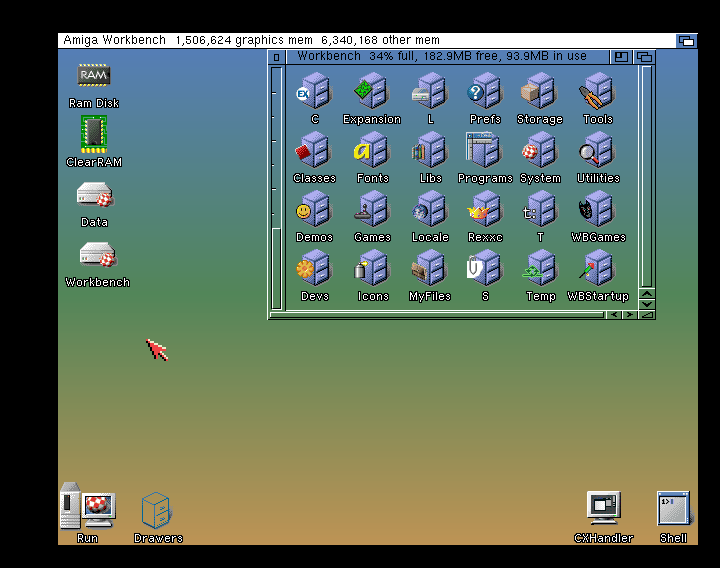 Amiga Workbench 1,506,624 graphics mem 6,340,168 other mem
Workbench 34% full, 182.9MB free, 93.9MB in use
RAM
Ram Disk
ClearRAM
Data
Workbench
EX
C Expansion L Prefs Storage Tools
Classes Fonts Libs Programs System Utilities
t:
Demos Games Locale Rexxc T WBGames
Devs Icons MyFiles S Temp WBStartup
1>
Run Drawers CXHandler Shell